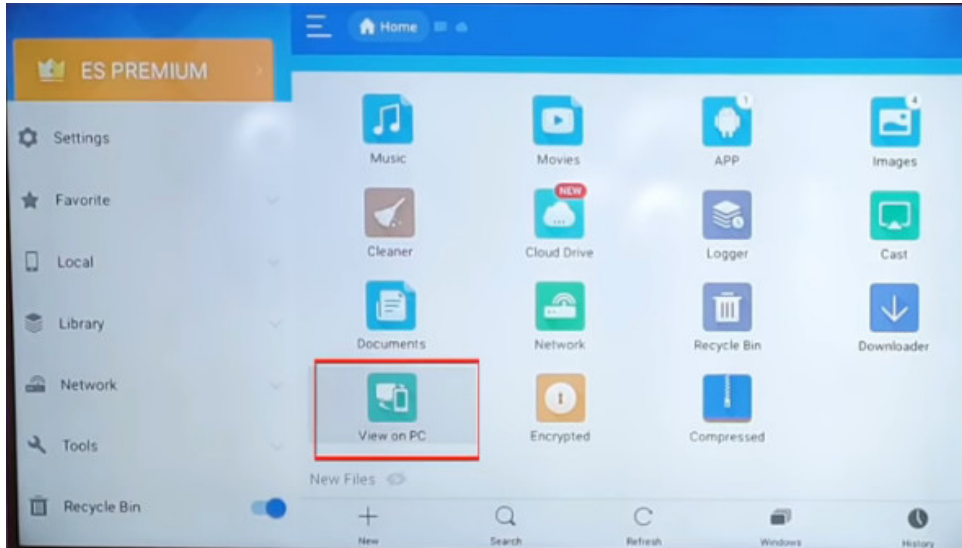 ES PREMIUM
Settings
Favorite
Local
Library
Network
Tools
Recycle Bin
Home
Music
Movies
1
APP
4
Images
Cleaner
NEW
Cloud Drive
Logger
Cast
Documents
Network
Recycle Bin
Downloader
View on PC
Encrypted
Compressed
New Files
New
Search
Refresh
Windows
History